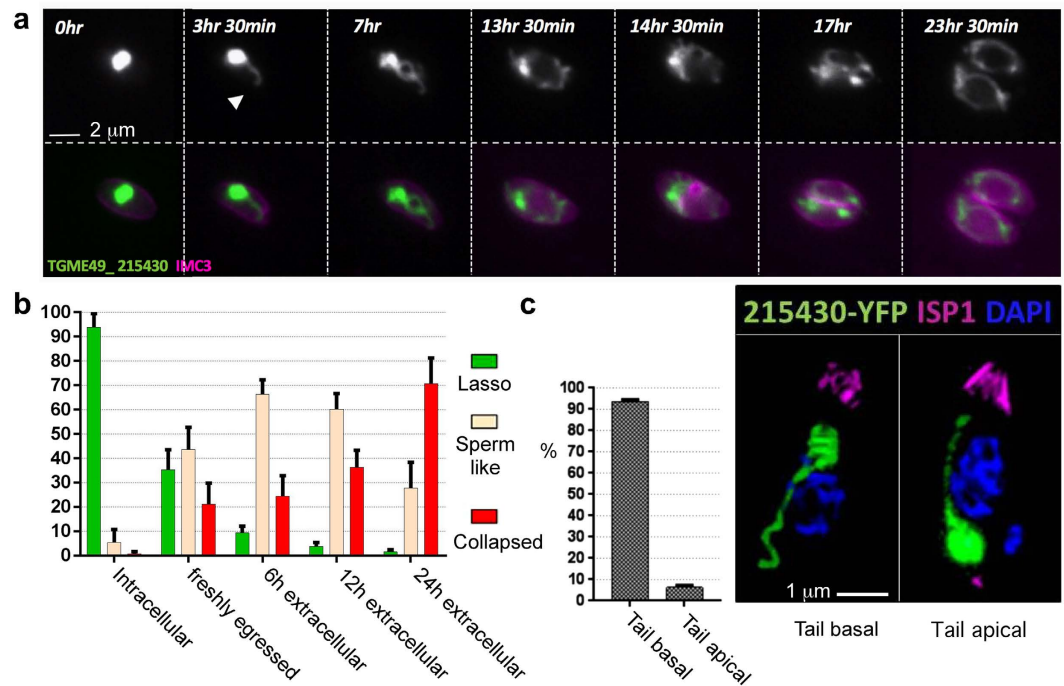 a
0hr
3hr 30min
7hr
13hr 30min
14hr 30min
17hr
23hr 30min
2 μm
TGME49_215430 IMC3
b
100
90
80
70
60
50
40
30
20
10
0
Intracellular
freshly egressed
6h extracellular
12h extracellular
24h extracellular
Lasso
Sperm
like
Collapsed
c
%
100
90
80
70
60
50
40
30
20
10
0
Tail basal
Tail apical
215430-YFP ISP1 DAPI
1 μm
Tail basal
Tail apical